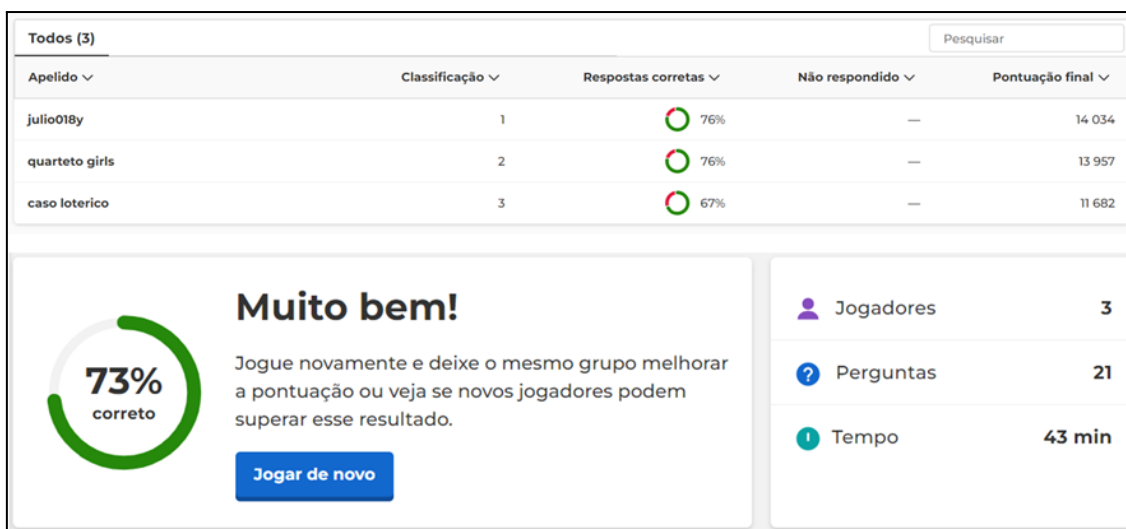 Todos (3)
Pesquisar
Apelido Classificação Respostas corretas Não respondido Pontuação final
julio018y 1 76% — 14 034
quarteto girls 2 76% — 13 957
caso loterico 3 67% — 11 682
73%
correto
Muito bem!
Jogue novamente e deixe o mesmo grupo melhorar
a pontuação ou veja se novos jogadores podem
superar esse resultado.
Jogar de novo
Jogadores 3
? Perguntas 21
Tempo 43 min